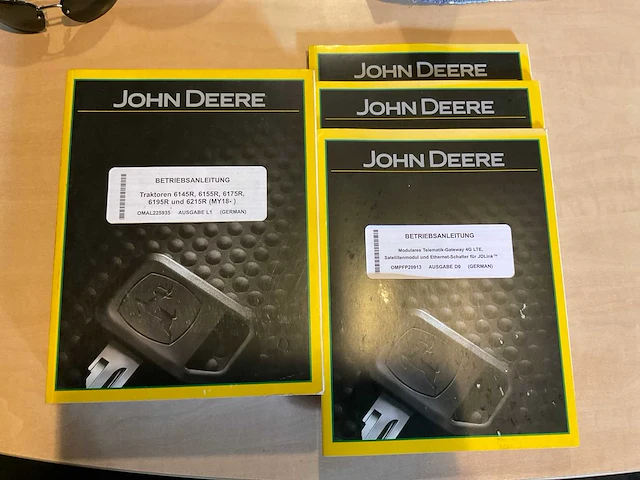 JOHN DEERE
BETRIEBSANLEITUNG
Traktoren 6145R, 6155R, 6175R,
6195R und 6215R (MY18- )
OMAL225935 AUSGABE L1 (GERMAN)
JOHN DEERE
JOHN DEERE
JOHN DEERE
BETRIEBSANLEITUNG
Modulares Telematik-Gateway 4G LTE,
Satellitenmodul und Ethernet-Schalter für JDLink™
OMPFP20913 AUSGABE D0 (GERMAN)